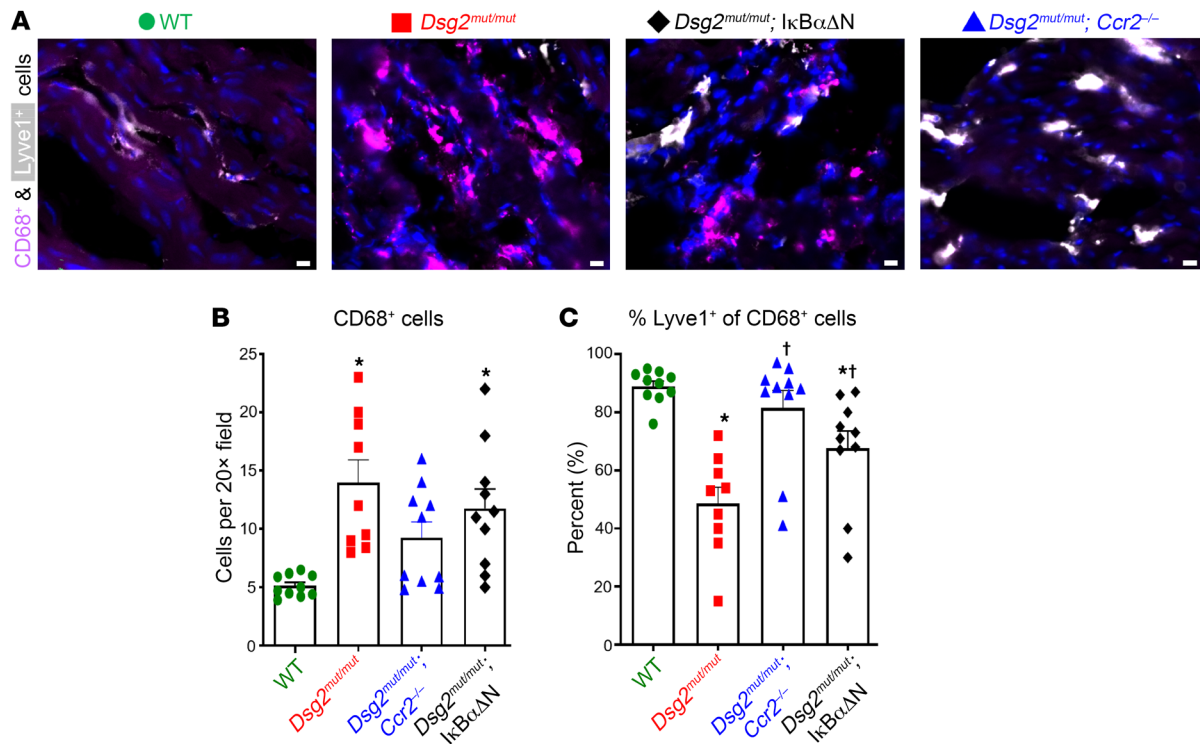 A
WT
Dsg2mut/mut
Dsg2mut/mut; IκBαΔN
Dsg2mut/mut; Ccr2–/–
CD68+ & Lyve1+ cells
B
CD68+ cells
Cells per 20× field
25
20
15
10
5
0
*
*
WT
Dsg2mut/mut
Dsg2mut/mut;
Ccr2–/–
Dsg2mut/mut;
IκBαΔN
C
% Lyve1+ of CD68+ cells
Percent (%)
100
80
60
40
20
0
*
†
*†
WT
Dsg2mut/mut
Dsg2mut/mut;
Ccr2–/–
Dsg2mut/mut;
IκBαΔN